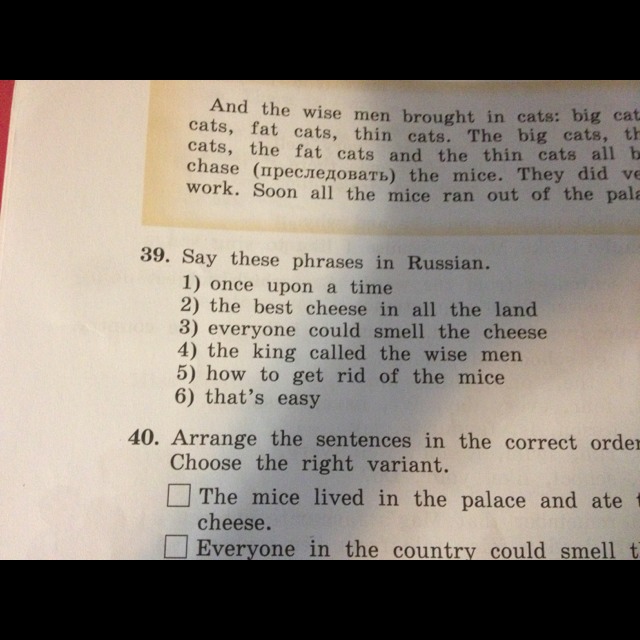 And the wise men brought in cats: big
cats, fat cats, thin cats. The big cats,
cats, the fat cats and the thin cats all
chase (преследовать) the mice. They did
work. Soon all the mice ran out of the
39. Say these phrases in Russian.
1) once upon a time
2) the best cheese in all the land
3) everyone could smell the cheese
4) the king called the wise men
5) how to get rid of the mice
6) that's easy
40. Arrange the sentences in the correct order
Choose the right variant.
The mice lived in the palace and ate
cheese.
Everyone in the country could smell